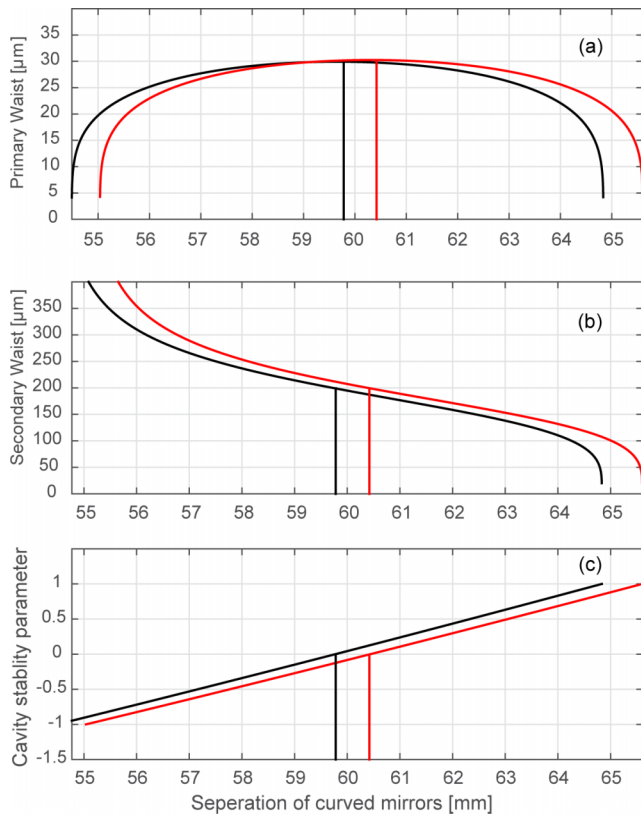 (a)
Primary Waist [µm]
35
30
25
20
15
10
5
0
55 56 57 58 59 60 61 62 63 64 65
(b)
Secondary Waist [µm]
350
300
250
200
150
100
50
0
55 56 57 58 59 60 61 62 63 64 65
(c)
Cavity stablity parameter
1
0.5
0
-0.5
-1
-1.5
55 56 57 58 59 60 61 62 63 64 65
Seperation of curved mirrors [mm]